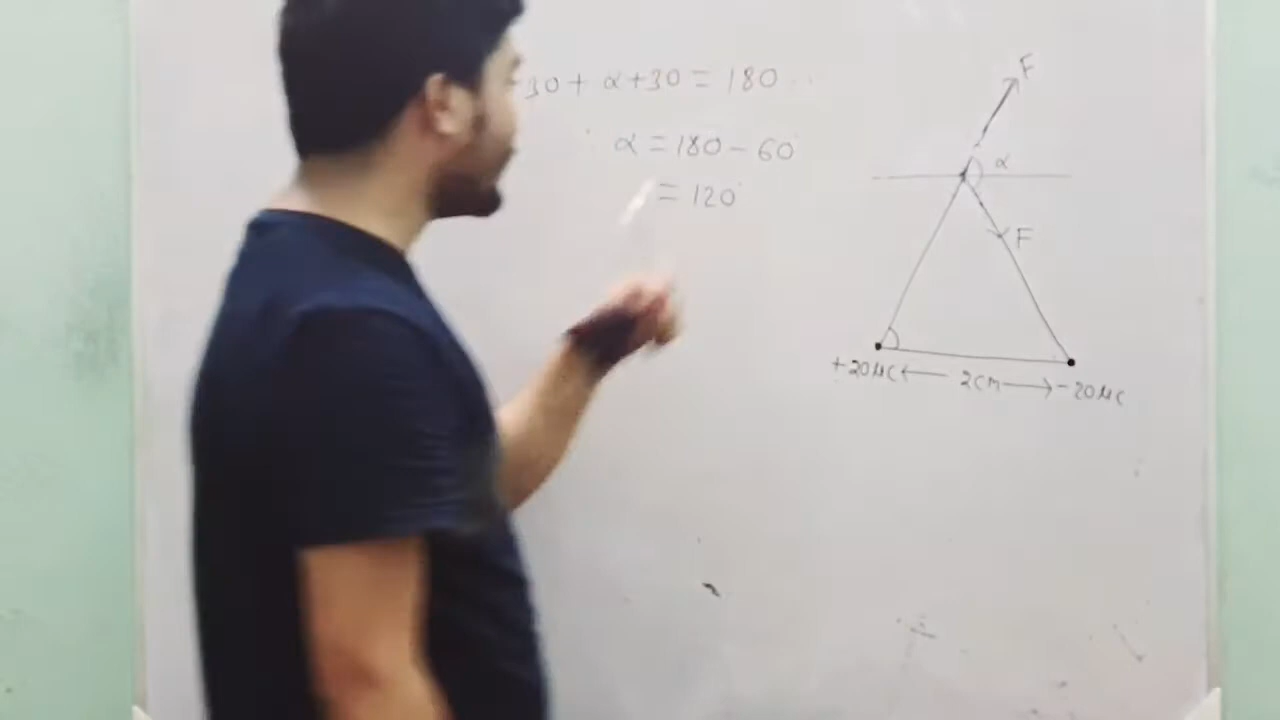 30 + α + 30 = 180
α = 180 - 60
= 120
F
α
F
+20μC ← 2cm → -20μC